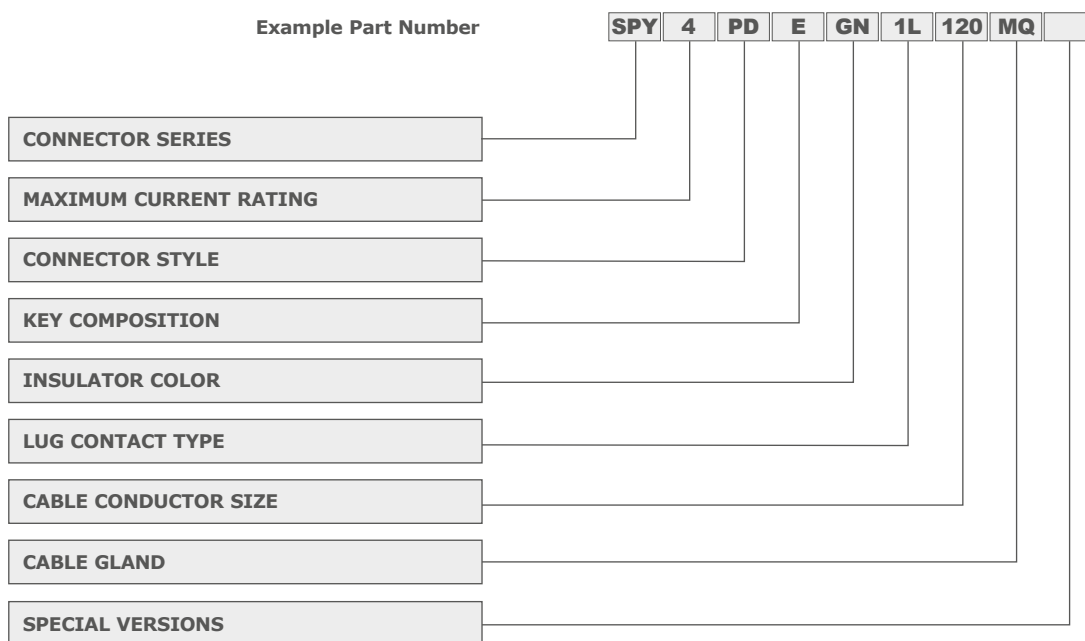 Example Part Number SPY 4 PD E GN 1L 120 MQ
CONNECTOR SERIES
MAXIMUM CURRENT RATING
CONNECTOR STYLE
KEY COMPOSITION
INSULATOR COLOR
LUG CONTACT TYPE
CABLE CONDUCTOR SIZE
CABLE GLAND
SPECIAL VERSIONS